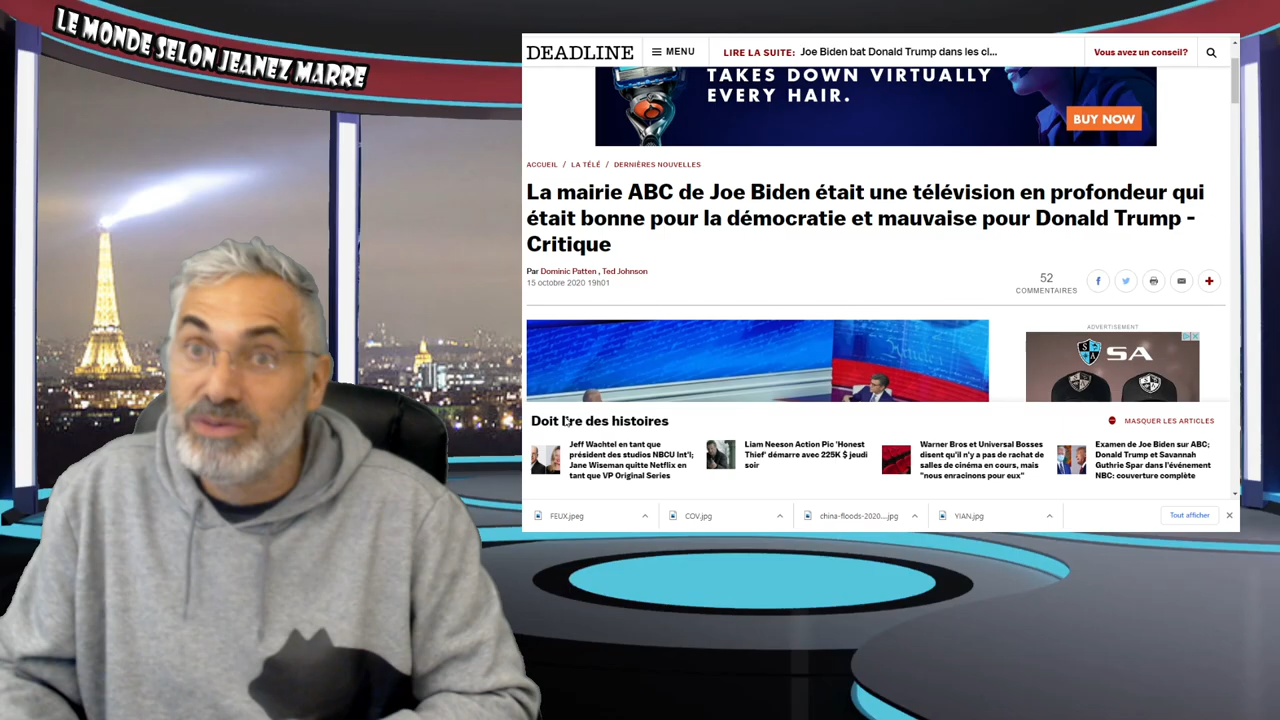 LE MONDE SELON JEANEZ MARRE
DEADLINE
MENU
LIRE LA SUITE: Joe Biden bat Donald Trump dans les cl...
Vous avez un conseil?
TAKES DOWN VIRTUALLY
EVERY HAIR.
BUY NOW
ACCUEIL / LA TÉLÉ / DERNIÈRES NOUVELLES
La mairie ABC de Joe Biden était une télévision en profondeur qui
était bonne pour la démocratie et mauvaise pour Donald Trump -
Critique
Par Dominic Patten , Ted Johnson
15 octobre 2020 19h01
52
COMMENTAIRES
ADVERTISEMENT
SA
Doit lire des histoires
MASQUER LES ARTICLES
Jeff Wachtel en tant que
président des studios NBCU Int'l;
Jane Wiseman quitte Netflix en
tant que VP Original Series
Liam Neeson Action Pic 'Honest
Thief' démarre avec 225K $ jeudi
soir
Warner Bros et Universal Bosses
disent qu'il n'y a pas de rachat de
salles de cinéma en cours, mais
"nous enracinons pour eux"
Examen de Joe Biden sur ABC;
Donald Trump et Savannah
Guthrie Spar dans l'événement
NBC: couverture complète
FEUX.jpeg
COV.jpg
china-floods-2020....jpg
YIAN.jpg
Tout afficher